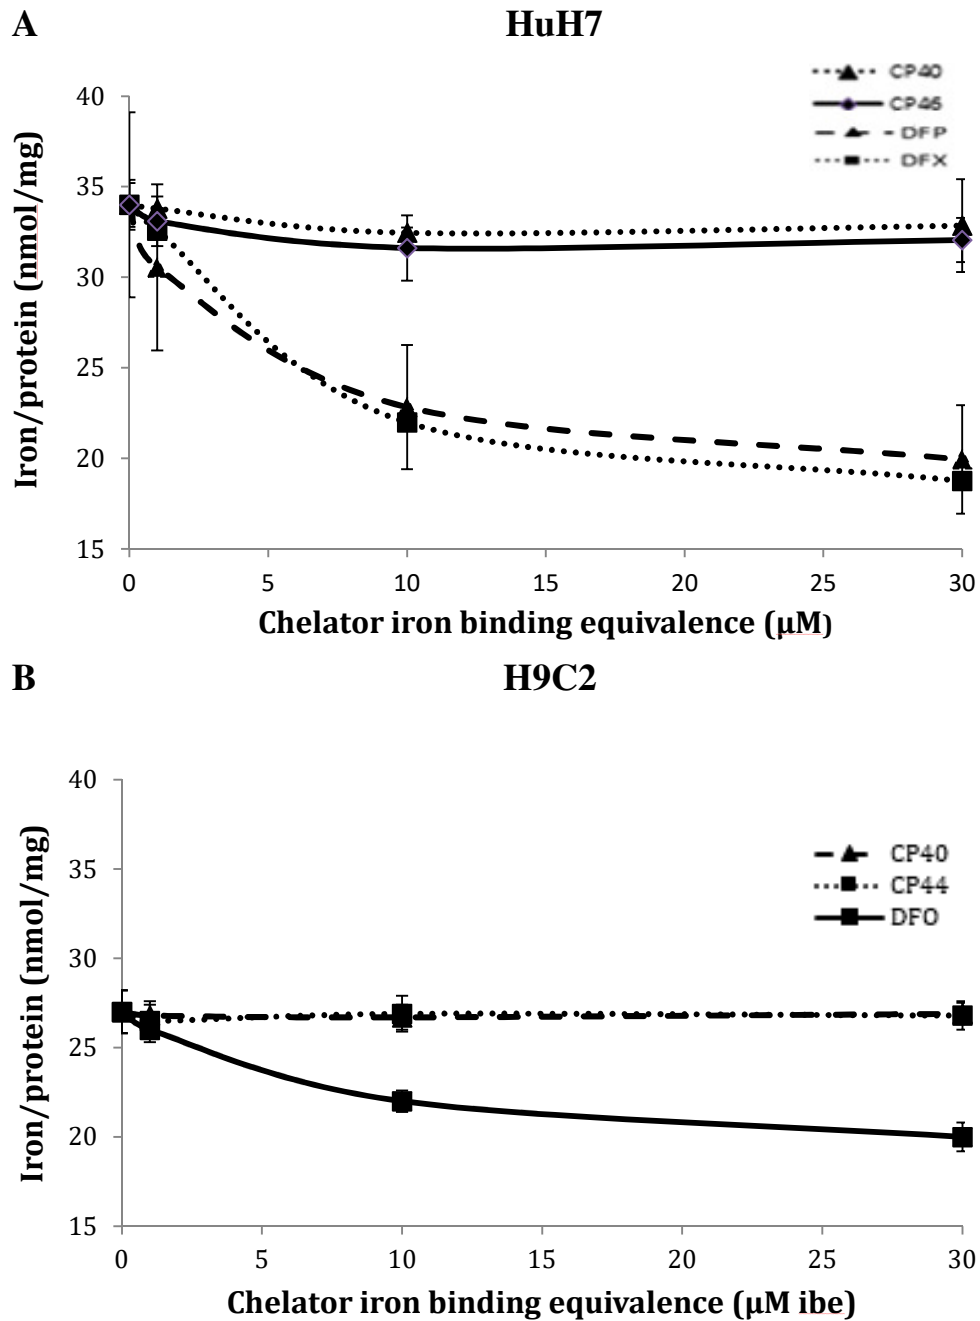 A
HuH7
CP40
CP46
DFP
DFX
40
35
30
25
20
15
Iron/protein (nmol/mg)
0 5 10 15 20 25 30
Chelator iron binding equivalence (μM)
B
H9C2
CP40
CP44
DFO
40
35
30
25
20
15
Iron/protein (nmol/mg)
0 5 10 15 20 25 30
Chelator iron binding equivalence (μM ibe)